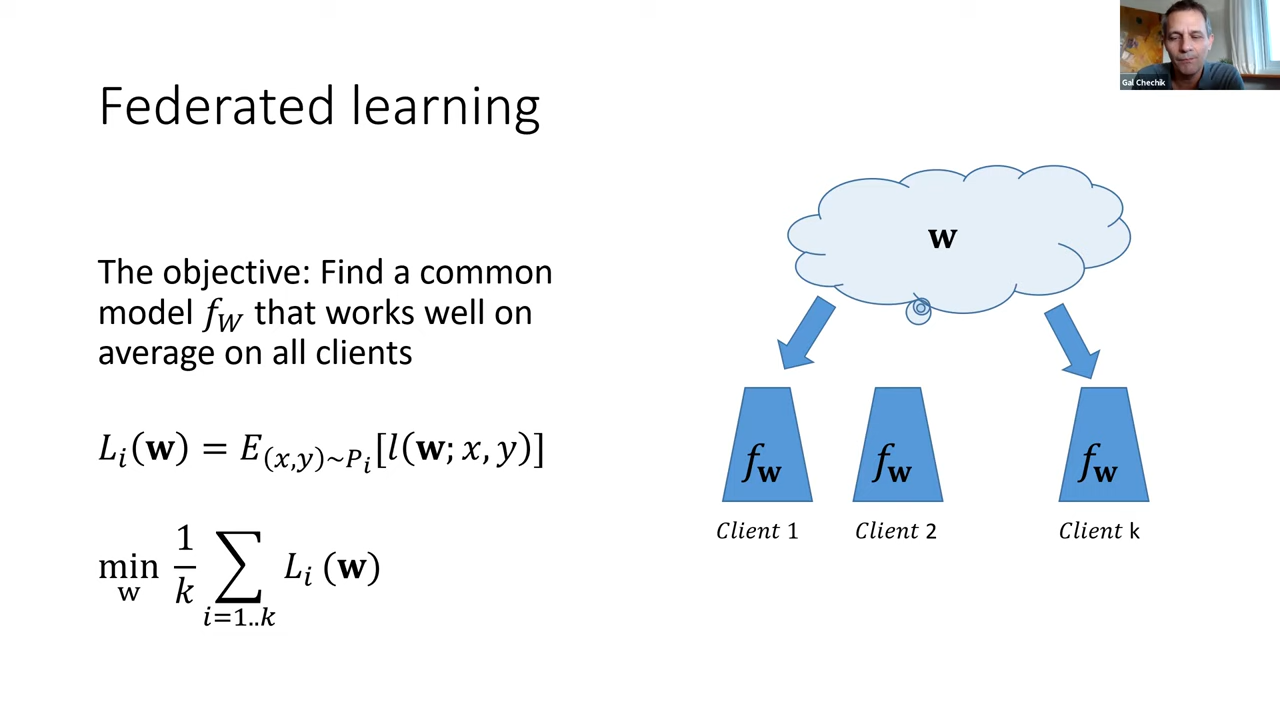 Gal Chechik
Federated learning
The objective: Find a common
model f_W that works well on
average on all clients
L_i(𝐰) = E_{(x,y)~P_i}[l(𝐰; x, y)]
min_w 1/k ∑_{i=1..k} L_i (𝐰)
𝐰
f_𝐰 f_𝐰 f_𝐰
Client 1 Client 2 Client k